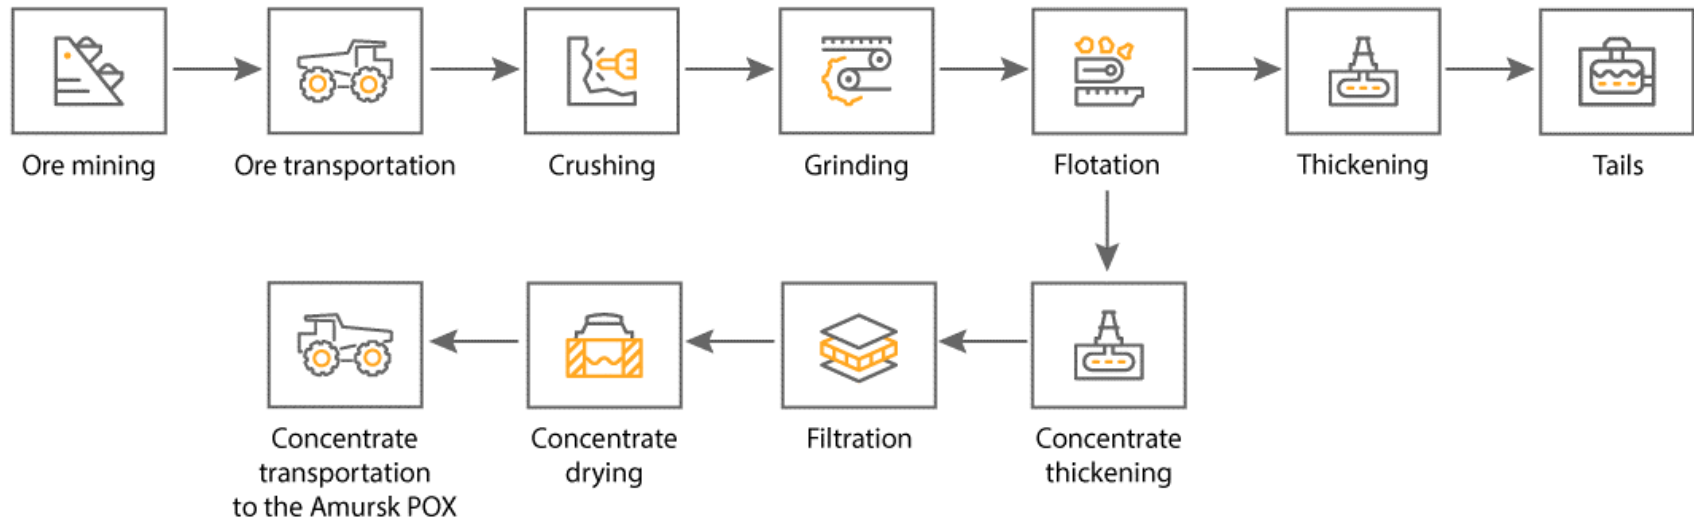 Ore mining
Ore transportation
Crushing
Grinding
Flotation
Thickening
Tails
Concentrate
transportation
to the Amursk POX
Concentrate
drying
Filtration
Concentrate
thickening